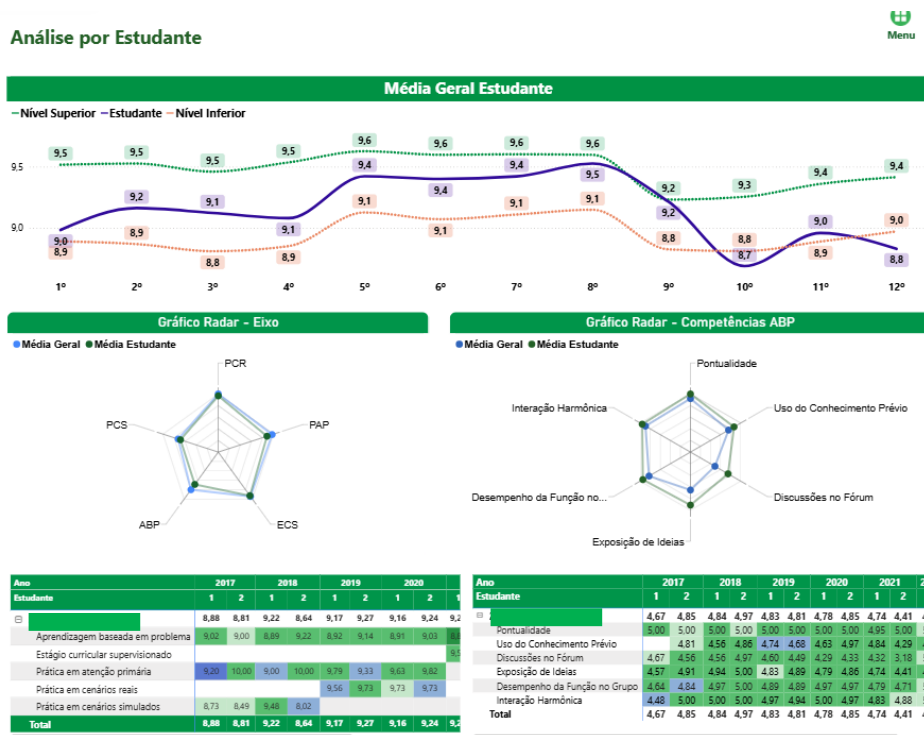 Menu
Análise por Estudante
Média Geral Estudante
Nível Superior Estudante Nível Inferior
9,5 9,5 9,5 9,5 9,6 9,6 9,6 9,6 9,2 9,3 9,4 9,4
9,0 9,2 9,1 9,1 9,4 9,4 9,4 9,5 9,2 8,7 9,0 8,8
8,9 8,9 8,8 8,9 9,1 9,1 9,1 9,1 8,8 8,8 8,9 9,0
9,5
9,0
1º 2º 3º 4º 5º 6º 7º 8º 9º 10º 11º 12º
Gráfico Radar - Eixo
Média Geral Média Estudante
PCR
PCS
PAP
ABP
ECS
Gráfico Radar - Competências ABP
Média Geral Média Estudante
Pontualidade
Interação Harmônica
Uso do Conhecimento Prévio
Desempenho da Função no...
Discussões no Fórum
Exposição de Ideias
Ano 2017 2018 2019 2020
Estudante 1 2 1 2 1 2 1 2 1
8,88 8,81 9,22 8,64 9,17 9,27 9,16 9,24
Aprendizagem baseada em problema 9,02 9,00 8,89 9,22 8,92 9,14 8,91 9,03
Estágio curricular supervisionado
Prática em atenção primária 9,20 10,00 9,00 10,00 9,79 9,33 9,63 9,82
Prática em cenários reais 9,56 9,73 9,73 9,73
Prática em cenários simulados 8,73 8,49 9,48 8,02
Total 8,88 8,81 9,22 8,64 9,17 9,27 9,16 9,24
Ano 2017 2018 2019 2020 2021
Estudante 1 2 1 2 1 2 1 2 1 2
4,67 4,85 4,84 4,97 4,83 4,81 4,78 4,85 4,74 4,41
Pontualidade 5,00 5,00 5,00 5,00 5,00 5,00 5,00 5,00 4,95 5,00
Uso do Conhecimento Prévio 4,81 4,56 4,86 4,74 4,68 4,63 4,97 4,84 4,29
Discussões no Fórum 4,67 4,56 4,56 4,97 4,60 4,49 4,29 4,33 4,32 3,18
Exposição de Ideias 4,57 4,91 4,94 5,00 4,83 4,89 4,79 4,86 4,74 4,41
Desempenho da Função no Grupo 4,64 4,84 4,97 5,00 4,89 4,89 4,97 4,97 4,79 4,71
Interação Harmônica 4,48 5,00 5,00 5,00 4,97 4,94 5,00 4,97 4,83 4,88
Total 4,67 4,85 4,84 4,97 4,83 4,81 4,78 4,85 4,74 4,41